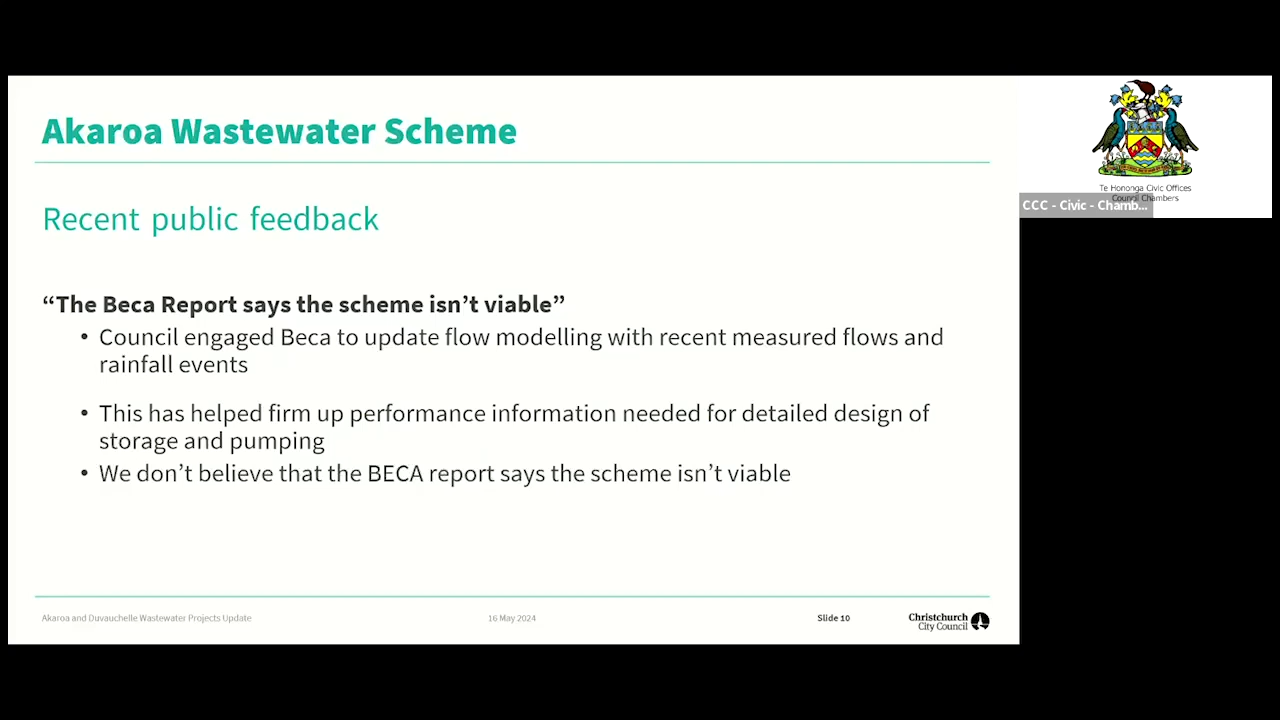 Akaroa Wastewater Scheme
Recent public feedback
“The Beca Report says the scheme isn’t viable”
• Council engaged Beca to update flow modelling with recent measured flows and
rainfall events
• This has helped firm up performance information needed for detailed design of
storage and pumping
• We don’t believe that the BECA report says the scheme isn’t viable
Akaroa and Duvauchelle Wastewater Projects Update
16 May 2024
Slide 10
Christchurch
City Council
Te Hononga Civic Offices
Council Chambers
CCC - Civic - Chamb...